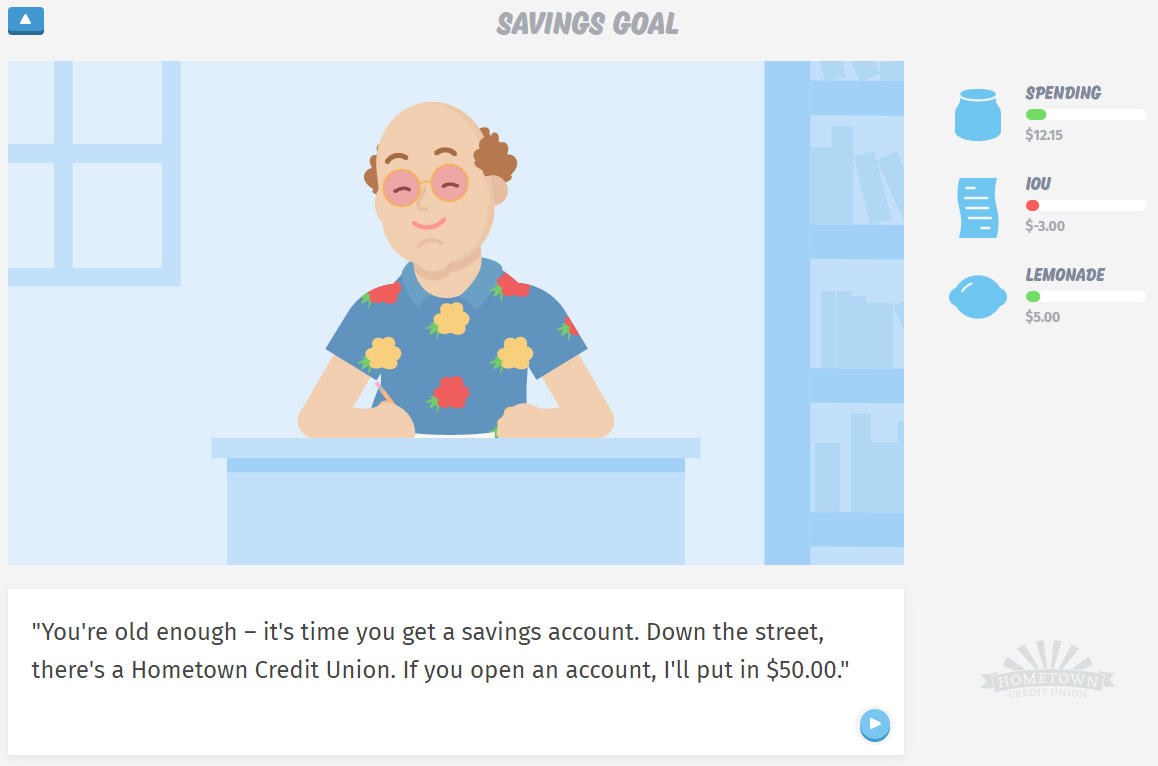 SAVINGS GOAL
SPENDING
$12.15
IOU
$-3.00
LEMONADE
$5.00
"You're old enough – it's time you get a savings account. Down the street,
there's a Hometown Credit Union. If you open an account, I'll put in $50.00."
HOMETOWN
CREDIT UNION